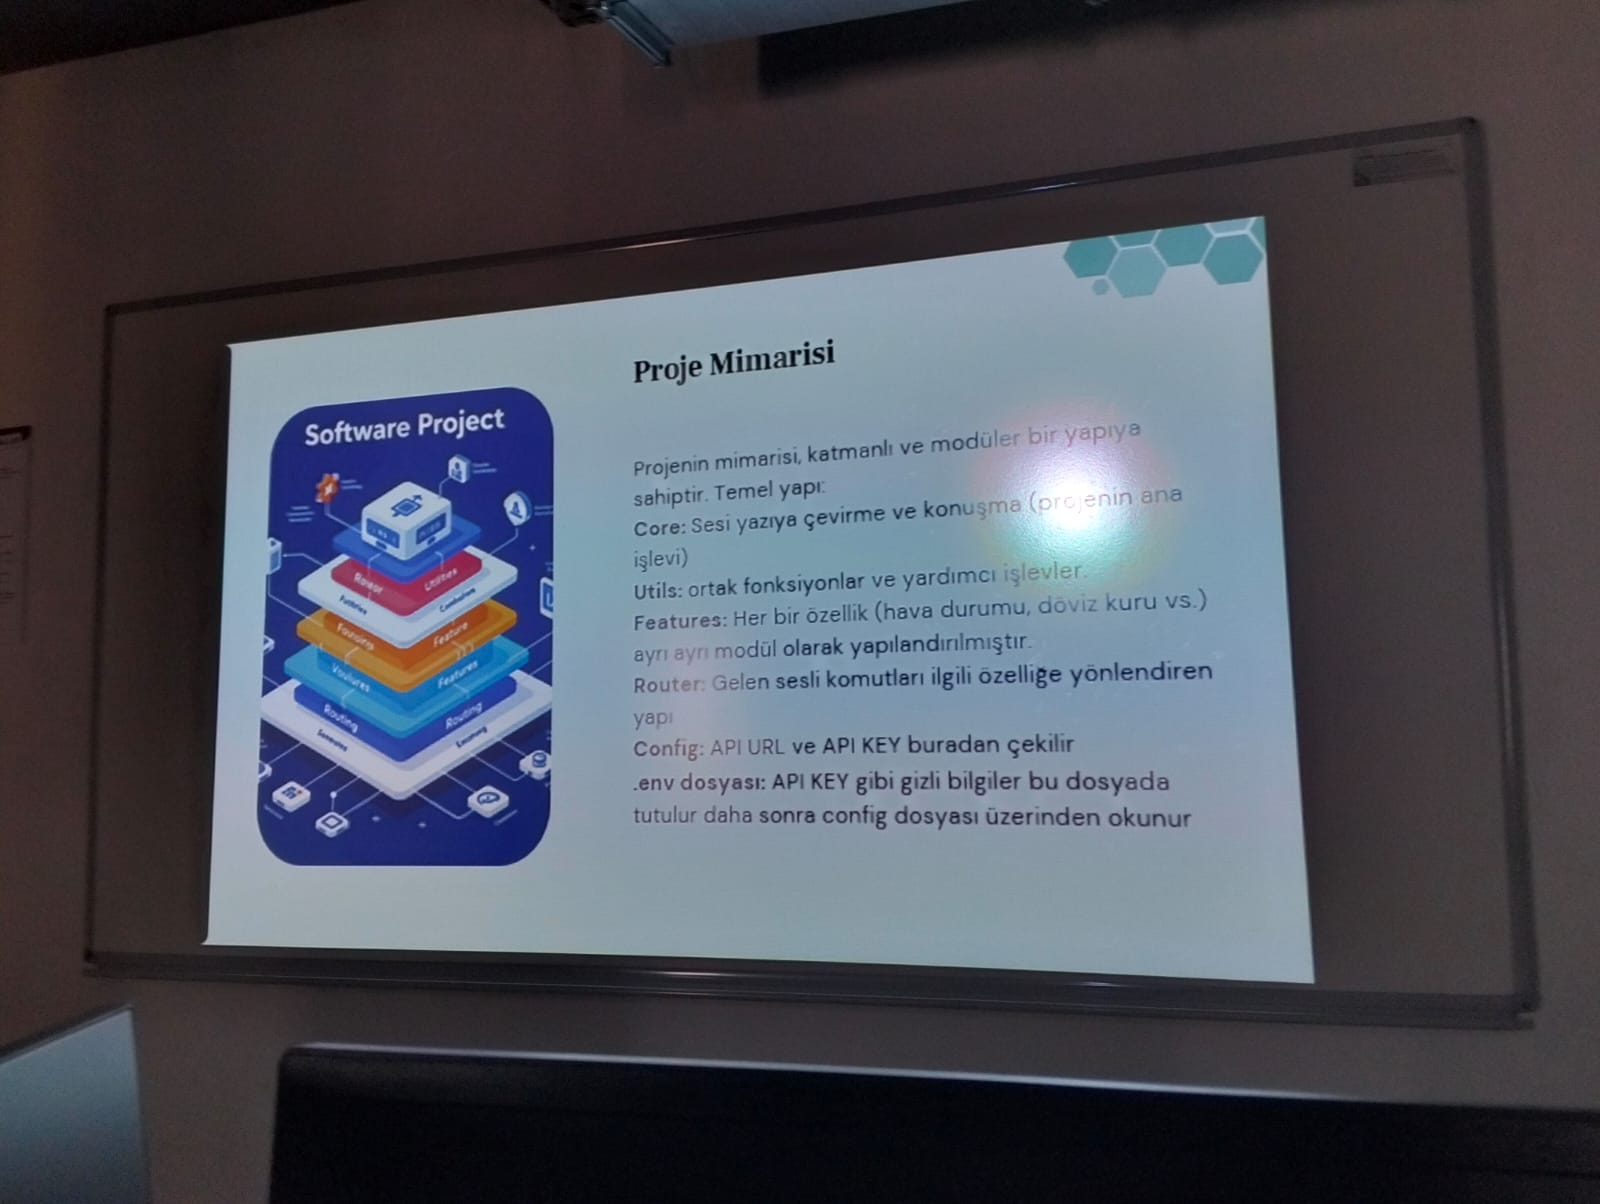 Proje Mimarisi
Software Project
Projenin mimarisi, katmanlı ve modüler bir yapıya
sahiptir. Temel yapı:
Core: Sesi yazıya çevirme ve konuşma (projenin ana
işlevi)
Utils: ortak fonksiyonlar ve yardımcı işlevler.
Features: Her bir özellik (hava durumu, döviz kuru vs.)
ayrı ayrı modül olarak yapılandırılmıştır.
Router: Gelen sesli komutları ilgili özelliğe yönlendiren
yapı
Config: API URL ve API KEY buradan çekilir
.env dosyası: API KEY gibi gizli bilgiler bu dosyada
tutulur daha sonra config dosyası üzerinden okunur
Utilities
Feature
Features
Routing
Routing